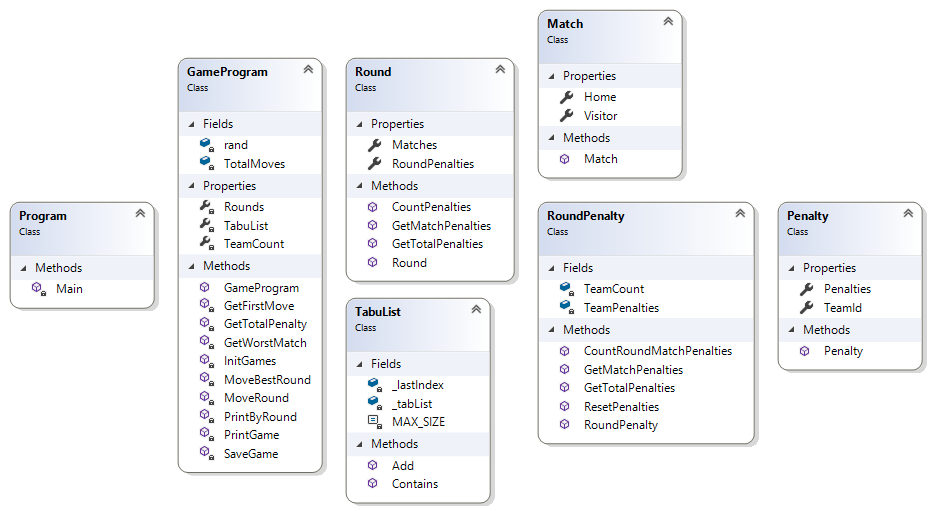 Program
Class
Methods
Main
GameProgram
Class
Fields
rand
TotalMoves
Properties
Rounds
TabuList
TeamCount
Methods
GameProgram
GetFirstMove
GetTotalPenalty
GetWorstMatch
InitGames
MoveBestRound
MoveRound
PrintByRound
PrintGame
SaveGame
Round
Class
Properties
Matches
RoundPenalties
Methods
CountPenalties
GetMatchPenalties
GetTotalPenalties
Round
TabuList
Class
Fields
_lastIndex
_tabList
MAX_SIZE
Methods
Add
Contains
Match
Class
Properties
Home
Visitor
Methods
Match
RoundPenalty
Class
Fields
TeamCount
TeamPenalties
Methods
CountRoundMatchPenalties
GetMatchPenalties
GetTotalPenalties
ResetPenalties
RoundPenalty
Penalty
Class
Properties
Penalties
TeamId
Methods
Penalty